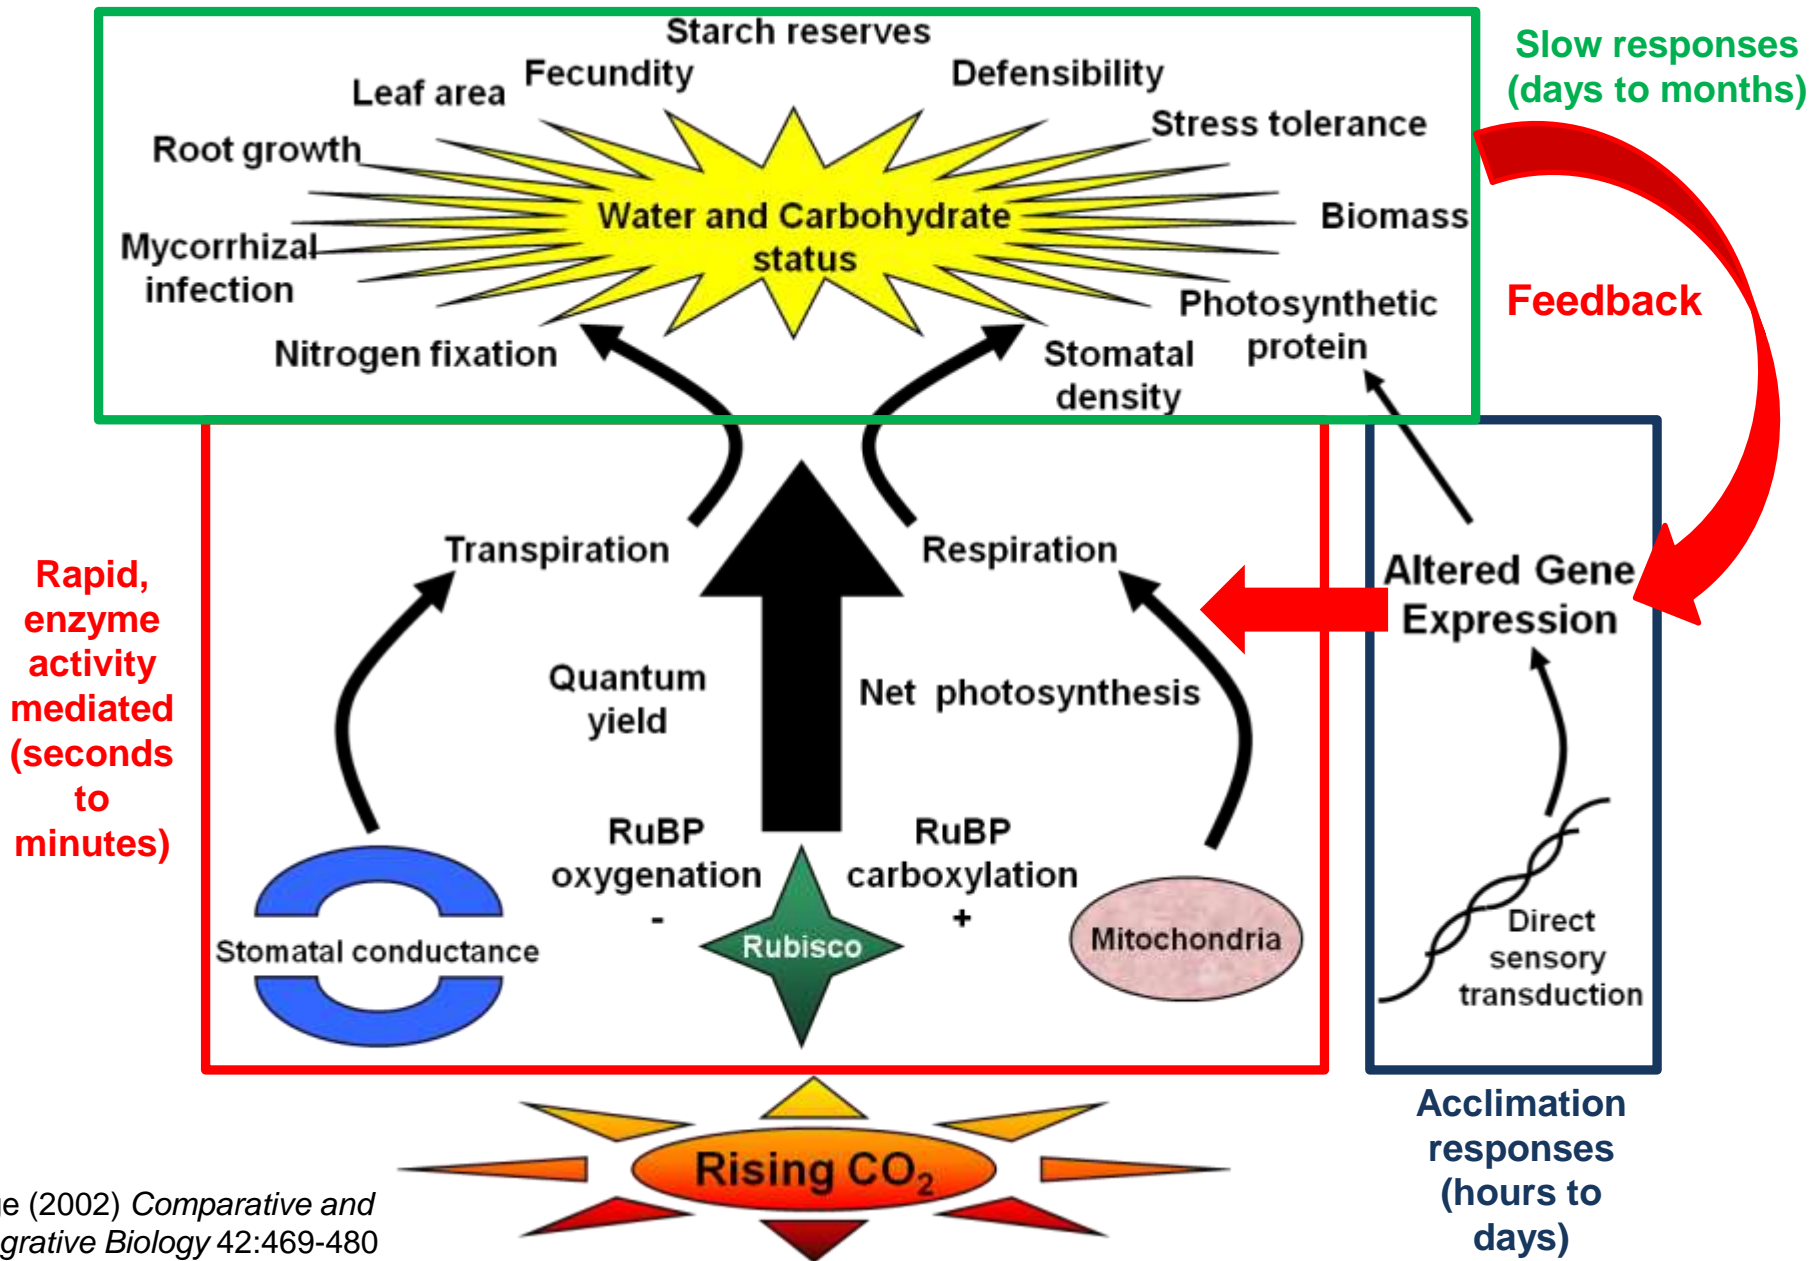 Starch reserves
Fecundity
Defensibility
Leaf area
Stress tolerance
Root growth
Water and Carbohydrate
status
Biomass
Mycorrhizal
infection
Photosynthetic
protein
Nitrogen fixation
Stomatal
density
Slow responses
(days to months)
Feedback
Rapid,
enzyme
activity
mediated
(seconds
to
minutes)
Transpiration
Respiration
Quantum
yield
Net photosynthesis
RuBP
oxygenation
-
RuBP
carboxylation
+
Stomatal conductance
Rubisco
Mitochondria
Altered Gene
Expression
Direct
sensory
transduction
Acclimation
responses
(hours to
days)
Rising CO₂
ge (2002) Comparative and
grative Biology 42:469-480